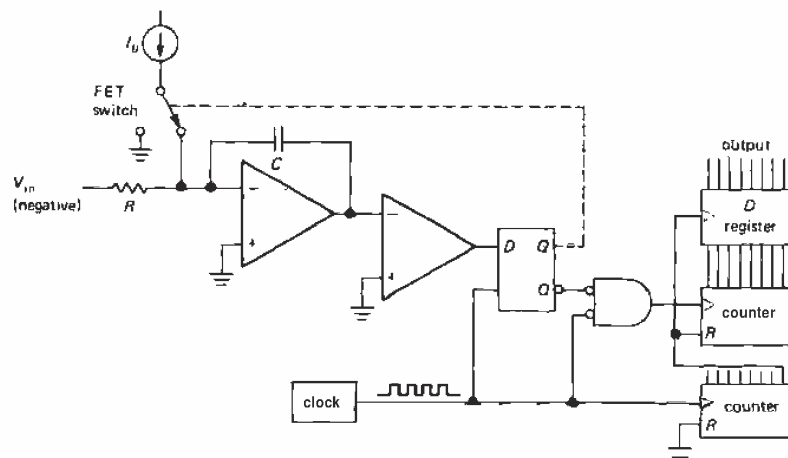 I₀
FET
switch
output
C
Vin
(negative)
R
−
+
−
+
D
register
D
Q
Q
counter
R
clock
counter
R